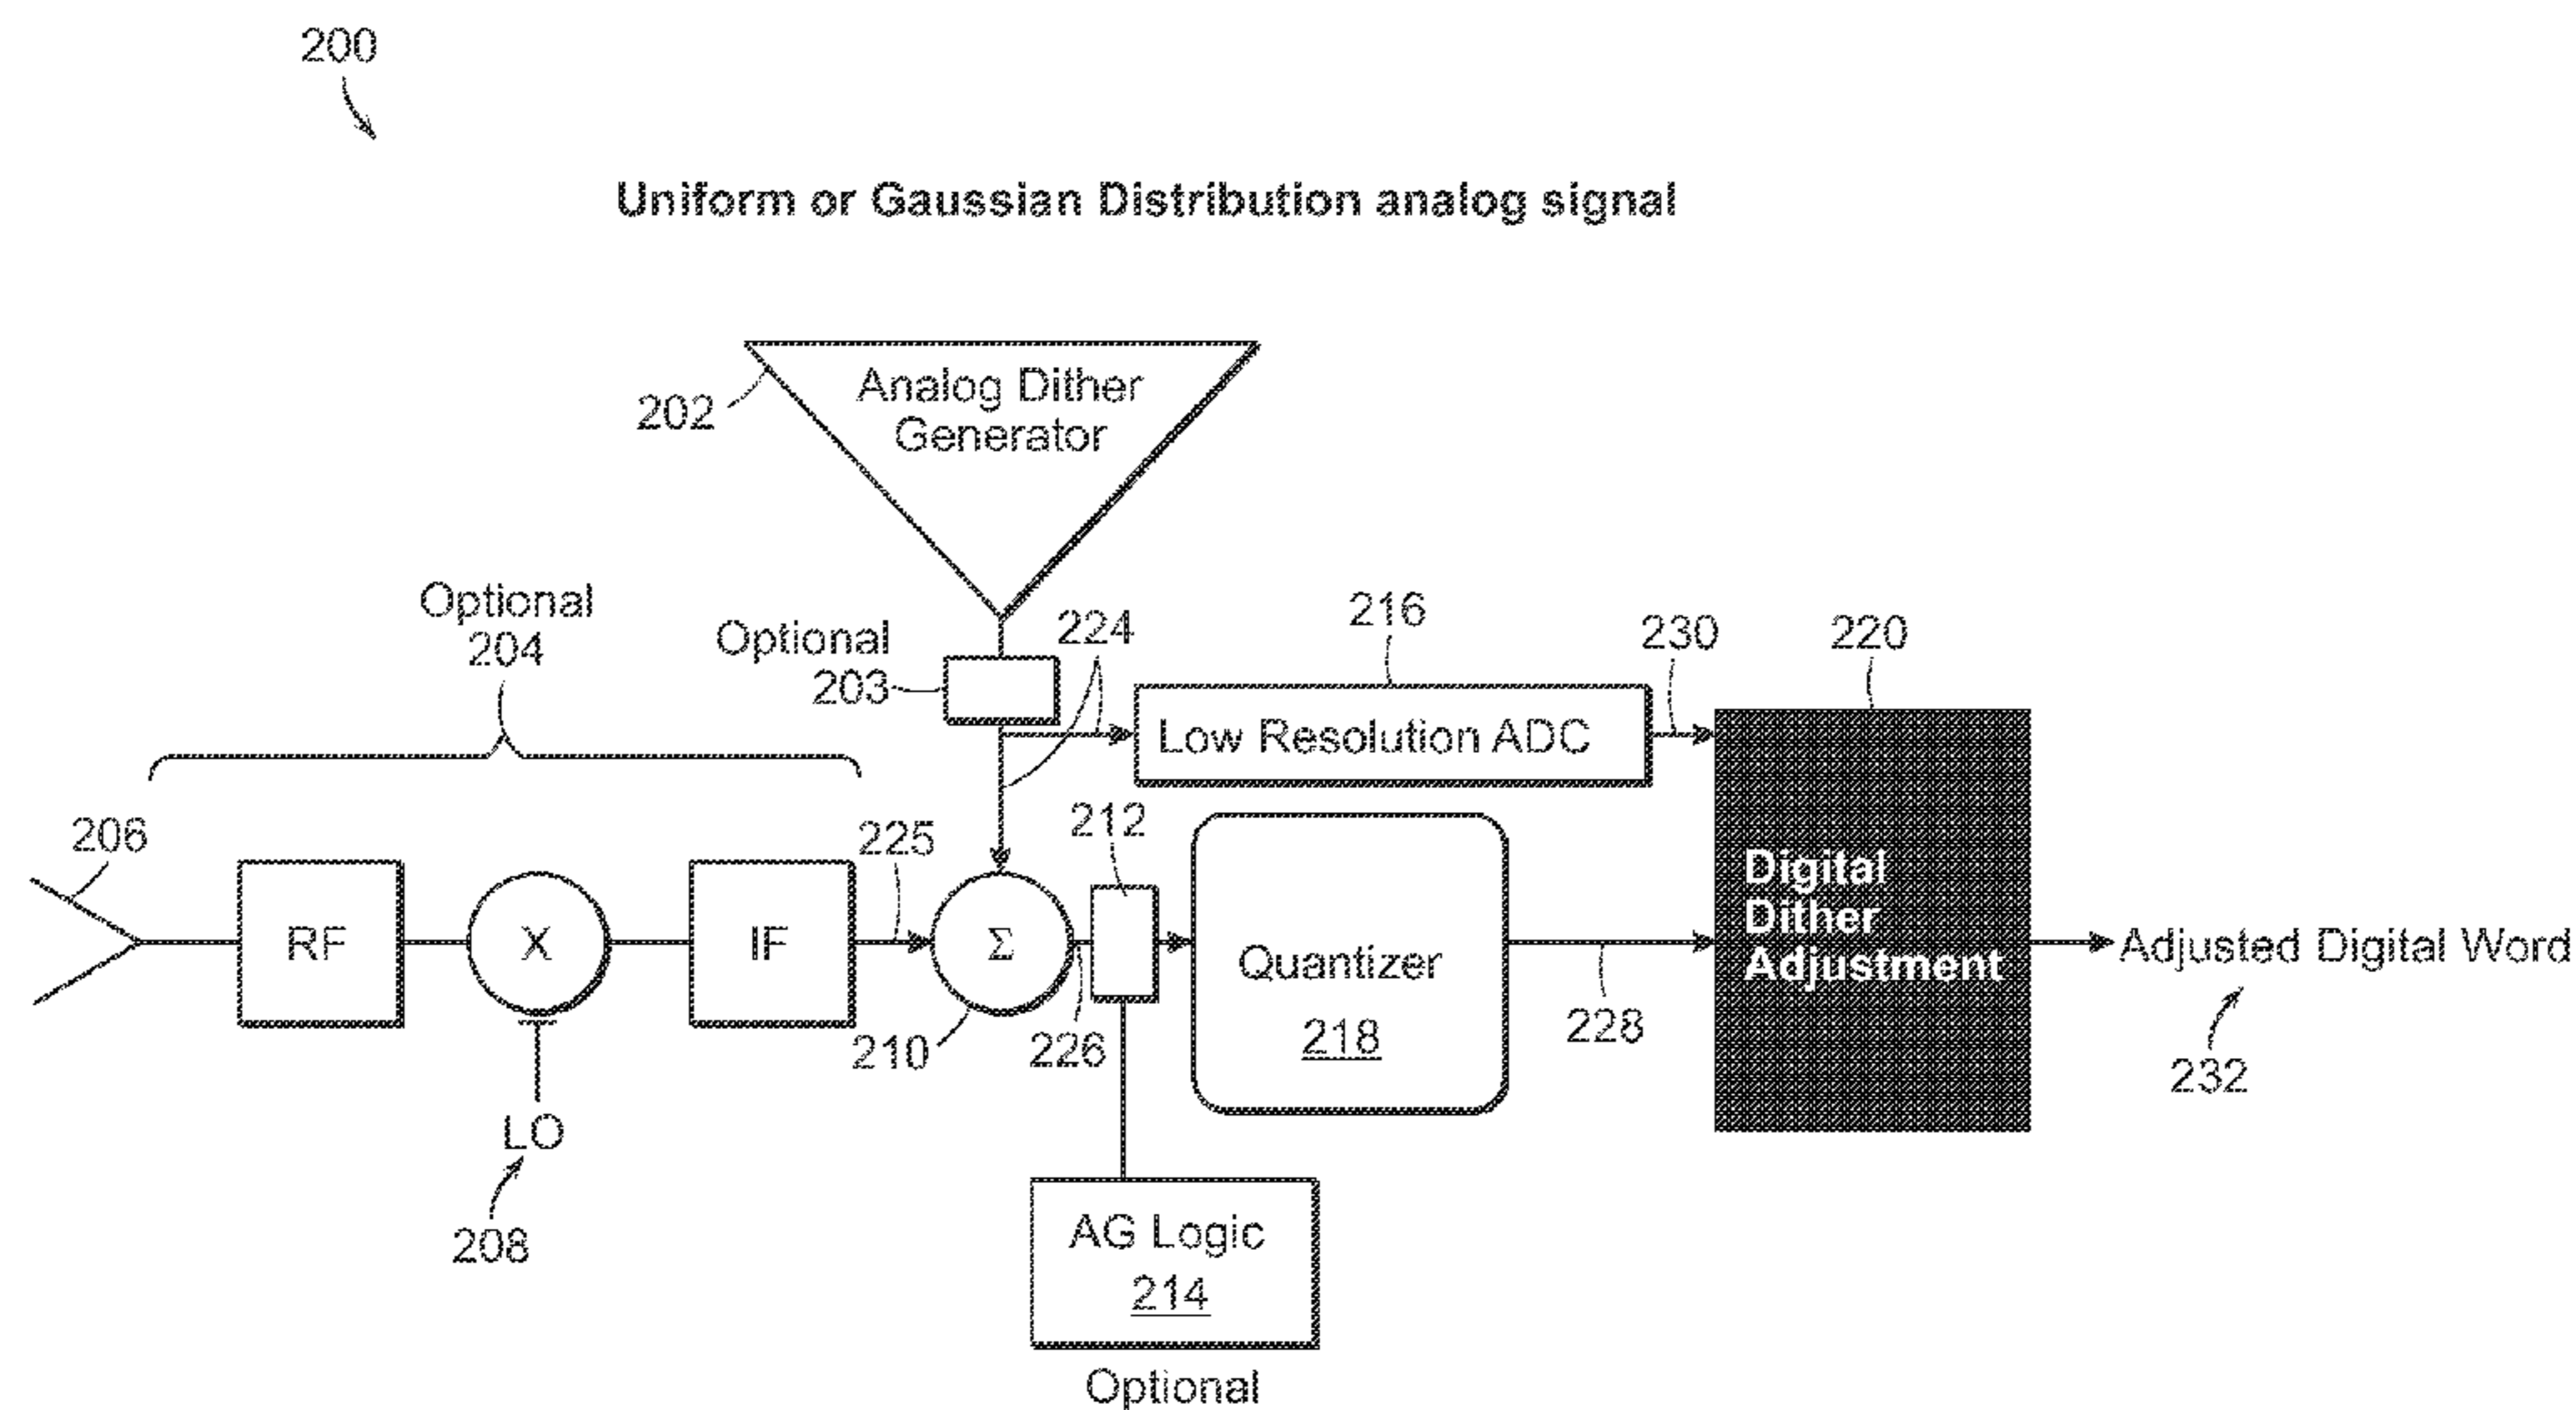 200
Uniform or Gaussian Distribution analog signal
Analog Dither
Generator
202
Optional
204
Optional
203
224
216
230
220
Low Resolution ADC
206
225
212
RF
X
IF
Σ
Quantizer
218
Digital
Dither
Adjustment
Adjusted Digital Word
210
226
228
232
LO
208
AG Logic
214
Optional